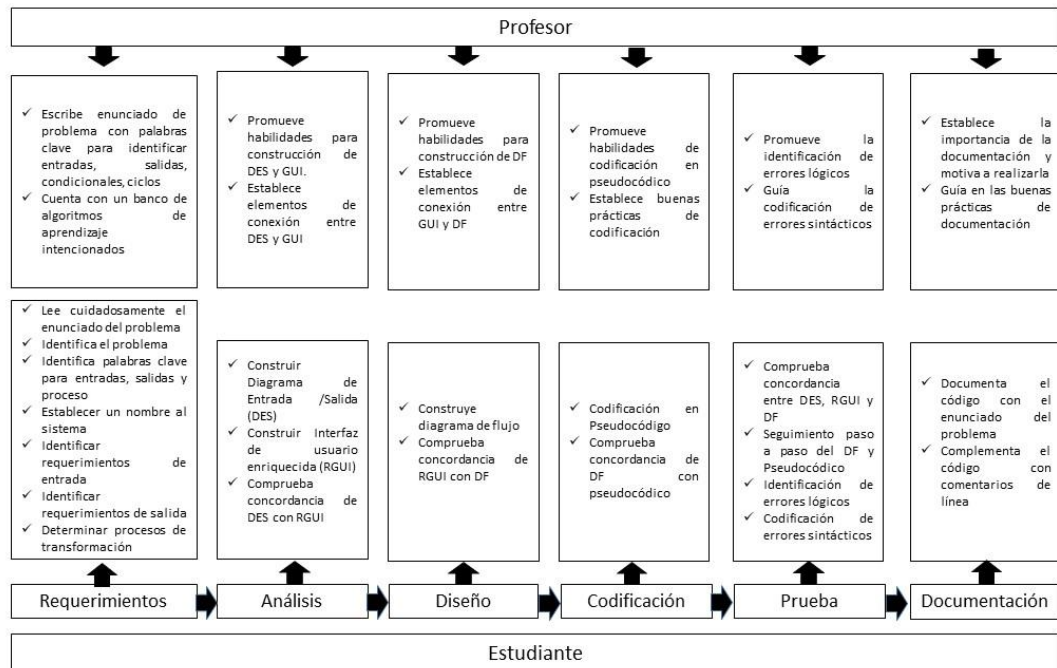 Profesor
Escribe enunciado de
problema con palabras
clave para identificar
entradas, salidas,
condicionales, ciclos
Cuenta con un banco de
algoritmos de
aprendizaje
intencionados
Promueve
habilidades para
construcción de
DES y GUI.
Establece
elementos de
conexión entre
DES y GUI
Promueve
habilidades para
construcción de DF
Establece
elementos de
conexión entre
GUI y DF
Promueve
habilidades de
codificación en
pseudocódico
Establece buenas
prácticas de
codificación
Promueve la
identificación de
errores lógicos
Guía la
codificación de
errores sintácticos
Establece la
importancia de la
documentación y
motiva a realizarla
Guía en las buenas
prácticas de
documentación
Lee cuidadosamente el
enunciado del problema
Identifica el problema
Identifica palabras clave
para entradas, salidas y
proceso
Establecer un nombre al
sistema
Identificar
requerimientos de
entrada
Identificar
requerimientos de salida
Determinar procesos de
transformación
Construir
Diagrama de
Entrada /Salida
(DES)
Construir Interfaz
de usuario
enriquecida (RGUI)
Comprueba
concordancia de
DES con RGUI
Construye
diagrama de flujo
Comprueba
concordancia de
RGUI con DF
Codificación en
Pseudocódigo
Comprueba
concordancia de
DF con
pseudocódico
Comprueba
concordancia
entre DES, RGUI y
DF
Seguimiento paso
a paso del DF y
Pseudocódico
Identificación de
errores lógicos
Codificación de
errores sintácticos
Documenta el
código con el
enunciado del
problema
Complementa el
código con
comentarios de
línea
Requerimientos
Análisis
Diseño
Codificación
Prueba
Documentación
Estudiante